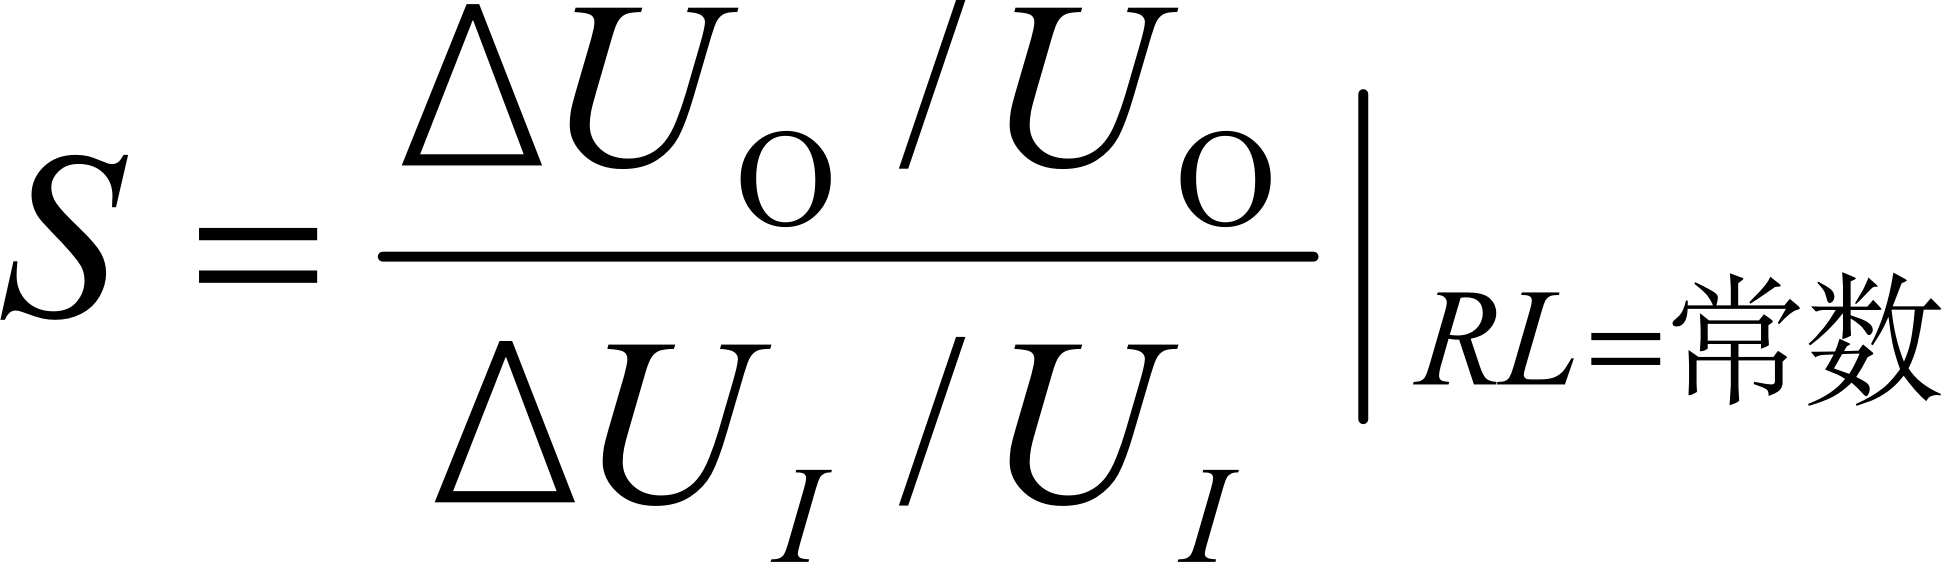 S = ΔU_O /U_O / ΔU_I /U_I | RL=常数